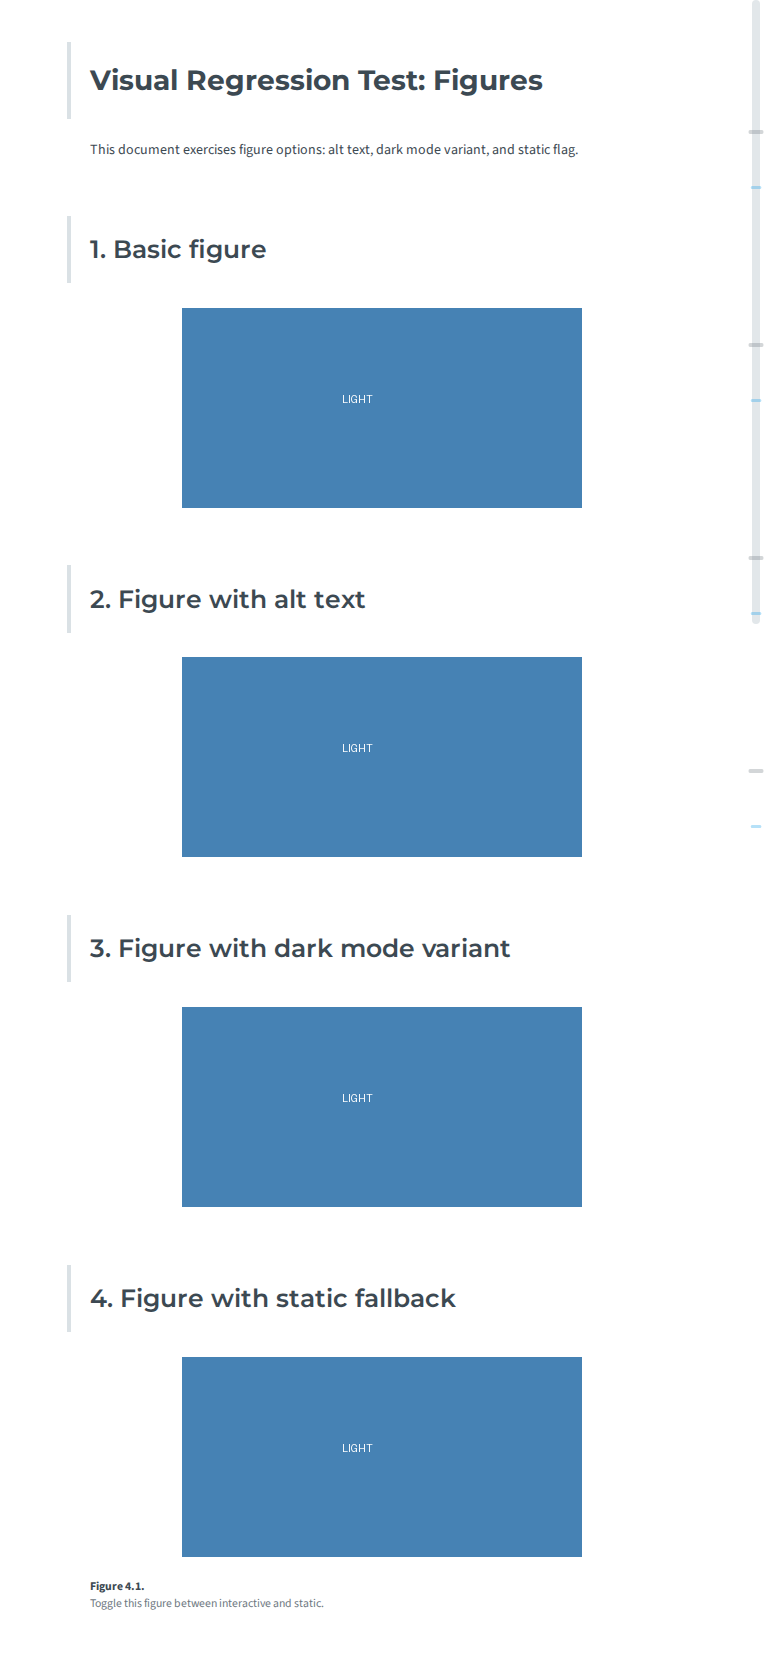 Visual Regression Test: Figures
This document exercises figure options: alt text, dark mode variant, and static flag.
1. Basic figure
LIGHT
2. Figure with alt text
LIGHT
3. Figure with dark mode variant
LIGHT
4. Figure with static fallback
LIGHT
Figure 4.1.
Toggle this figure between interactive and static.